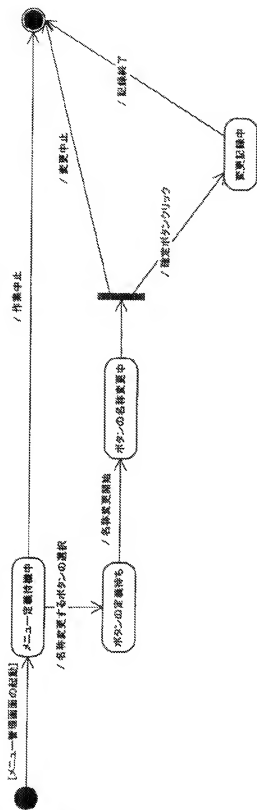 [メニュー管理画面の起動]
メニュー定義待機中
/ 作業中止
/ 名称変更するボタンの選択
ボタンの定義待ち
/ 名称変更開始
ボタンの名称変更中
/ 変更中止
/ 確定ボタンクリック
変更記録中
/ 記録終了